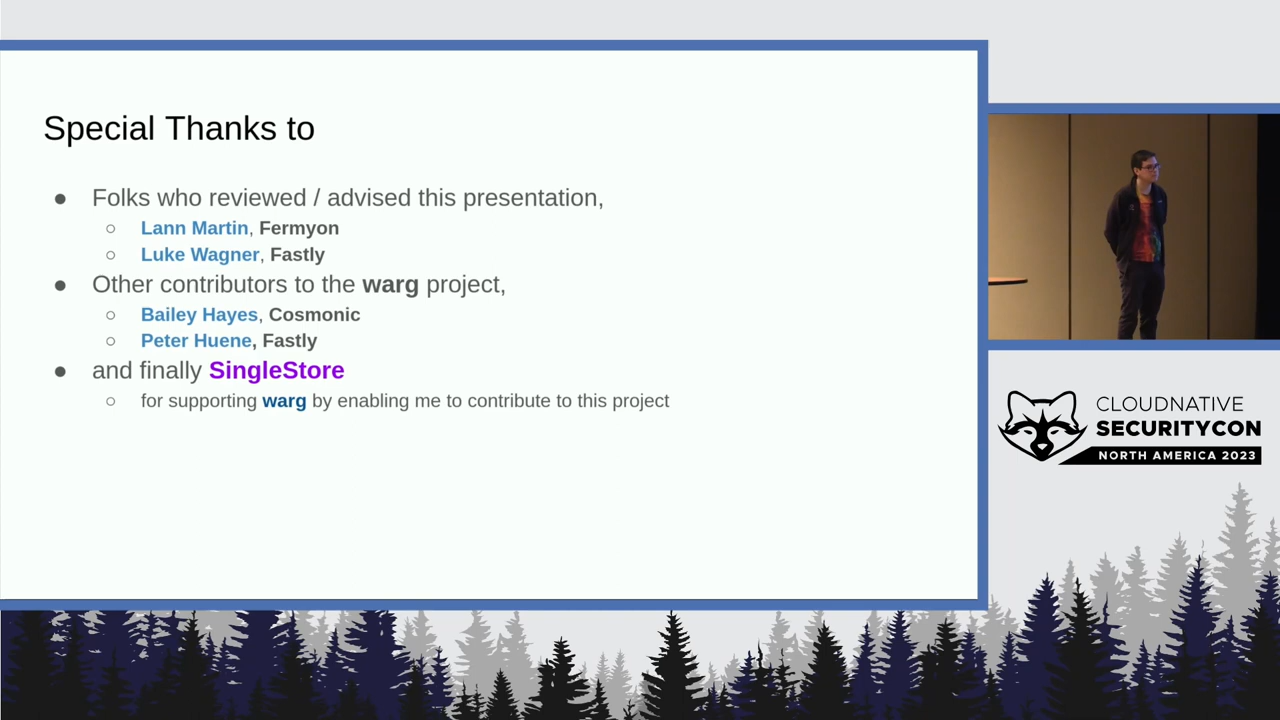 Special Thanks to
● Folks who reviewed / advised this presentation,
○ Lann Martin, Fermyon
○ Luke Wagner, Fastly
● Other contributors to the warg project,
○ Bailey Hayes, Cosmonic
○ Peter Huene, Fastly
● and finally SingleStore
○ for supporting warg by enabling me to contribute to this project
CLOUDNATIVE
SECURITYCON
NORTH AMERICA 2023